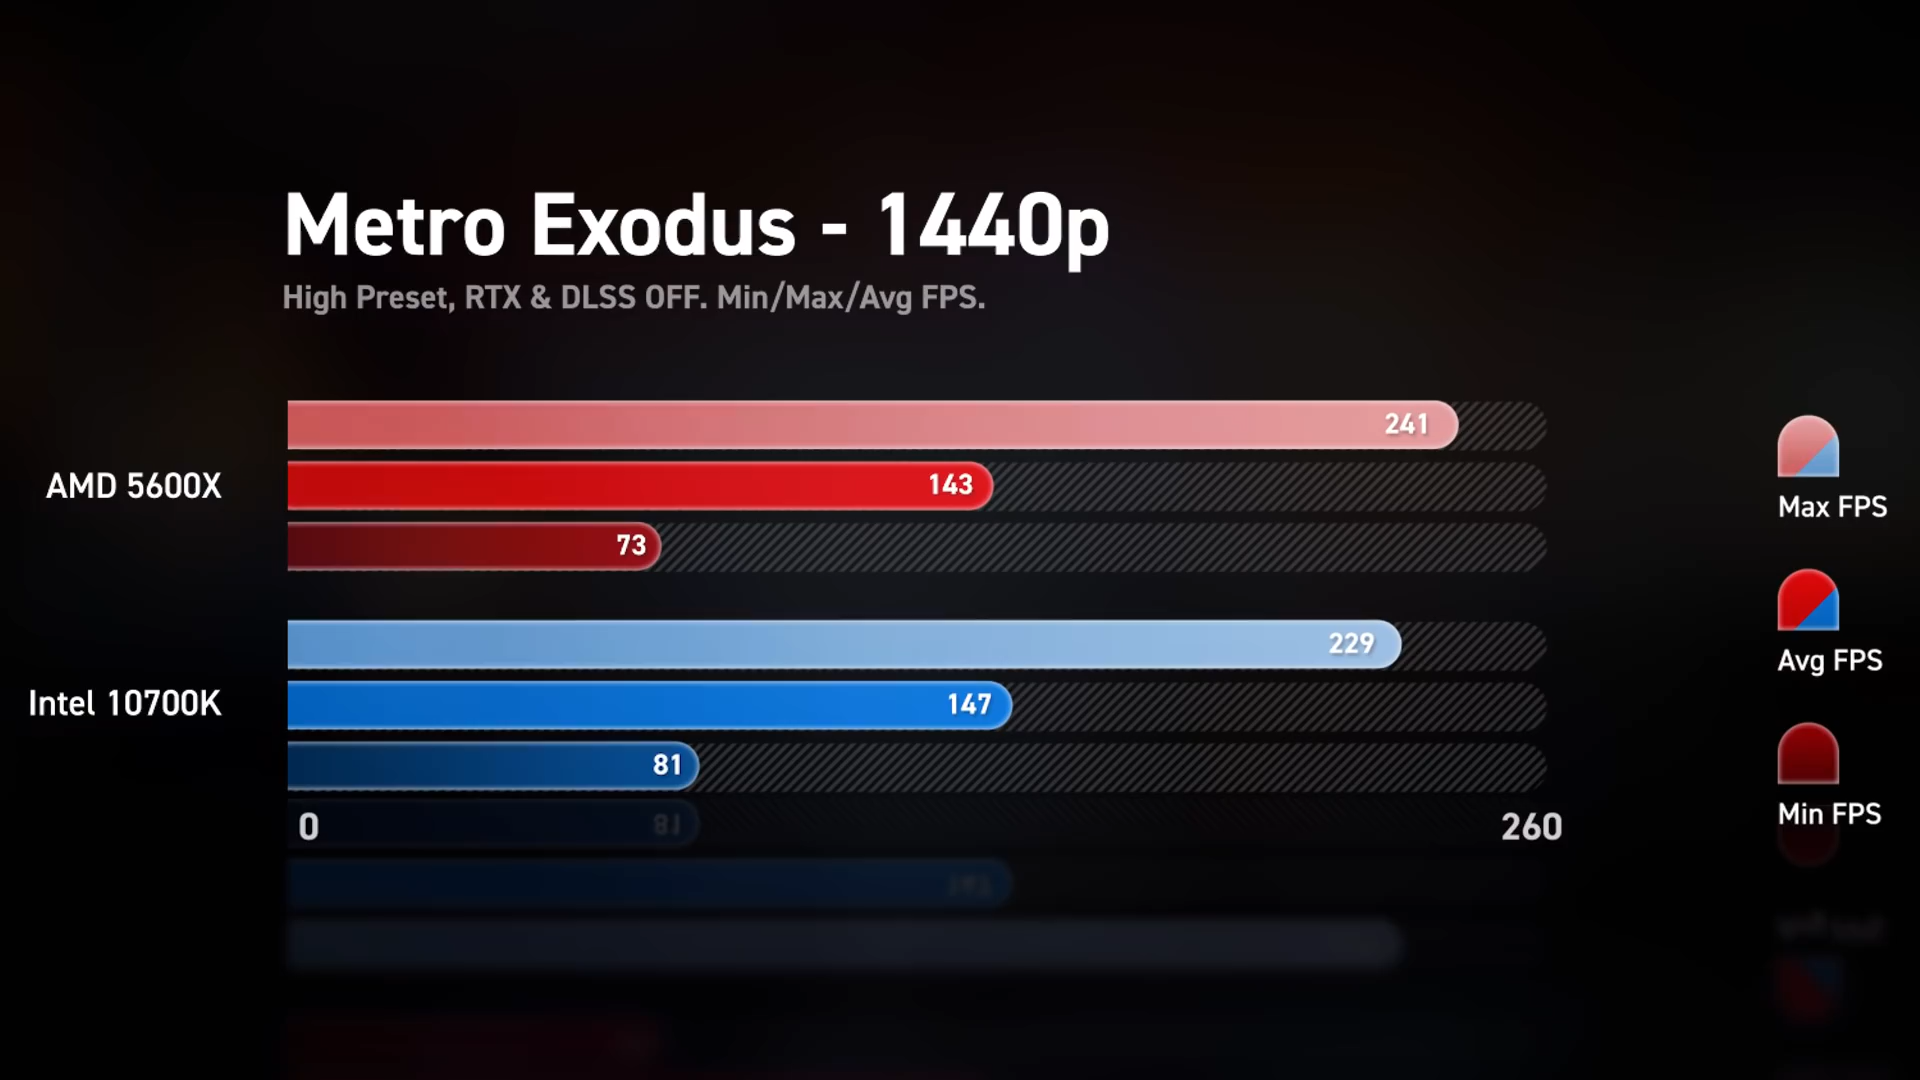 Metro Exodus - 1440p
High Preset, RTX & DLSS OFF. Min/Max/Avg FPS.
241
AMD 5600X
143
73
229
Intel 10700K
147
81
0
260
Max FPS
Avg FPS
Min FPS